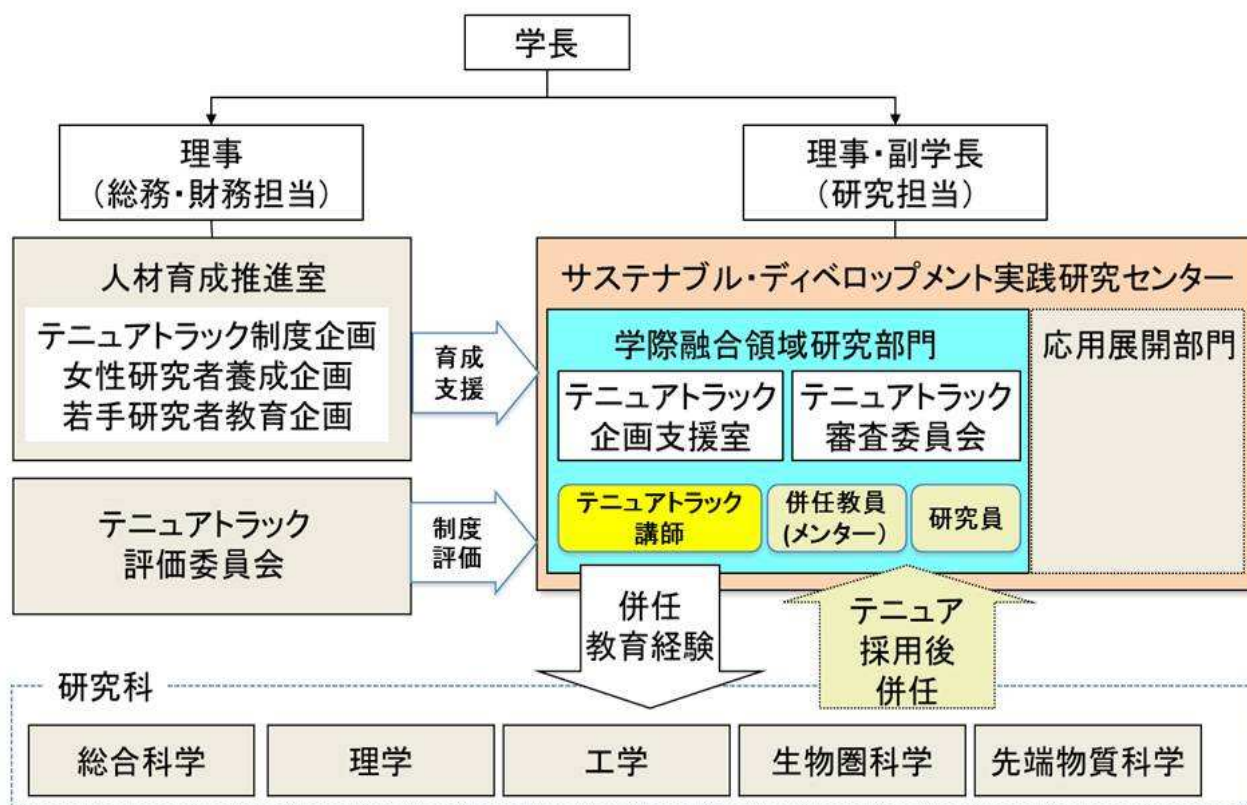 学長
理事
（総務・財務担当）
理事・副学長
（研究担当）
人材育成推進室
テニュアトラック制度企画
女性研究者養成企画
若手研究者教育企画
育成
支援
サステナブル・ディベロップメント実践研究センター
学際融合領域研究部門
応用展開部門
テニュアトラック
企画支援室
テニュアトラック
審査委員会
テニュアトラック
講師
併任教員
(メンター）
研究員
テニュアトラック
評価委員会
制度
評価
併任
教育経験
テニュア
採用後
併任
研究科
総合科学
理学
工学
生物圏科学
先端物質科学